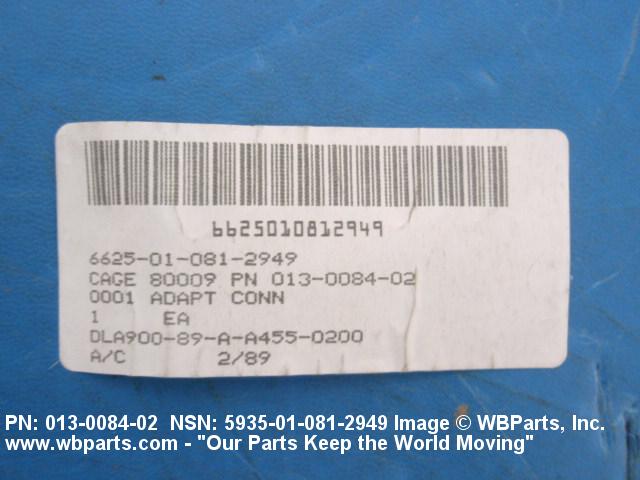 6625010812949
6625-01-081-2949
CAGE 80009 PN 013-0084-02
0001 ADAPT CONN
1 EA
DLA900-89-A-A455-0200
A/C 2/89
PN: 013-0084-02 NSN: 5935-01-081-2949 Image © WBParts, Inc.
www.wbparts.com - "Our Parts Keep the World Moving"